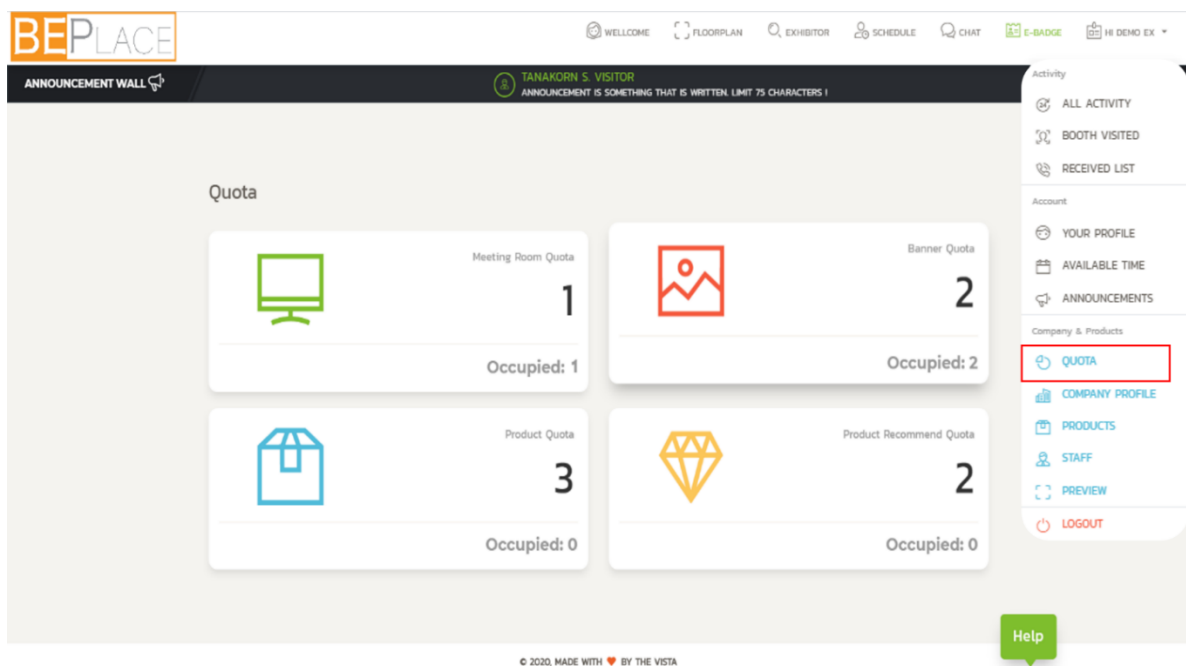 BEPLACE
WELLCOME FLOORPLAN EXHIBITOR SCHEDULE CHAT E-BADGE HI DEMO EX
ANNOUNCEMENT WALL
TANAKORN S. VISITOR
ANNOUNCEMENT IS SOMETHING THAT IS WRITTEN. LIMIT 75 CHARACTERS !
Activity
ALL ACTIVITY
BOOTH VISITED
RECEIVED LIST
Account
YOUR PROFILE
AVAILABLE TIME
ANNOUNCEMENTS
Company & Products
QUOTA
COMPANY PROFILE
PRODUCTS
STAFF
PREVIEW
LOGOUT
Quota
Meeting Room Quota
1
Occupied: 1
Banner Quota
2
Occupied: 2
Product Quota
3
Occupied: 0
Product Recommend Quota
2
Occupied: 0
Help
© 2020, MADE WITH ❤ BY THE VISTA